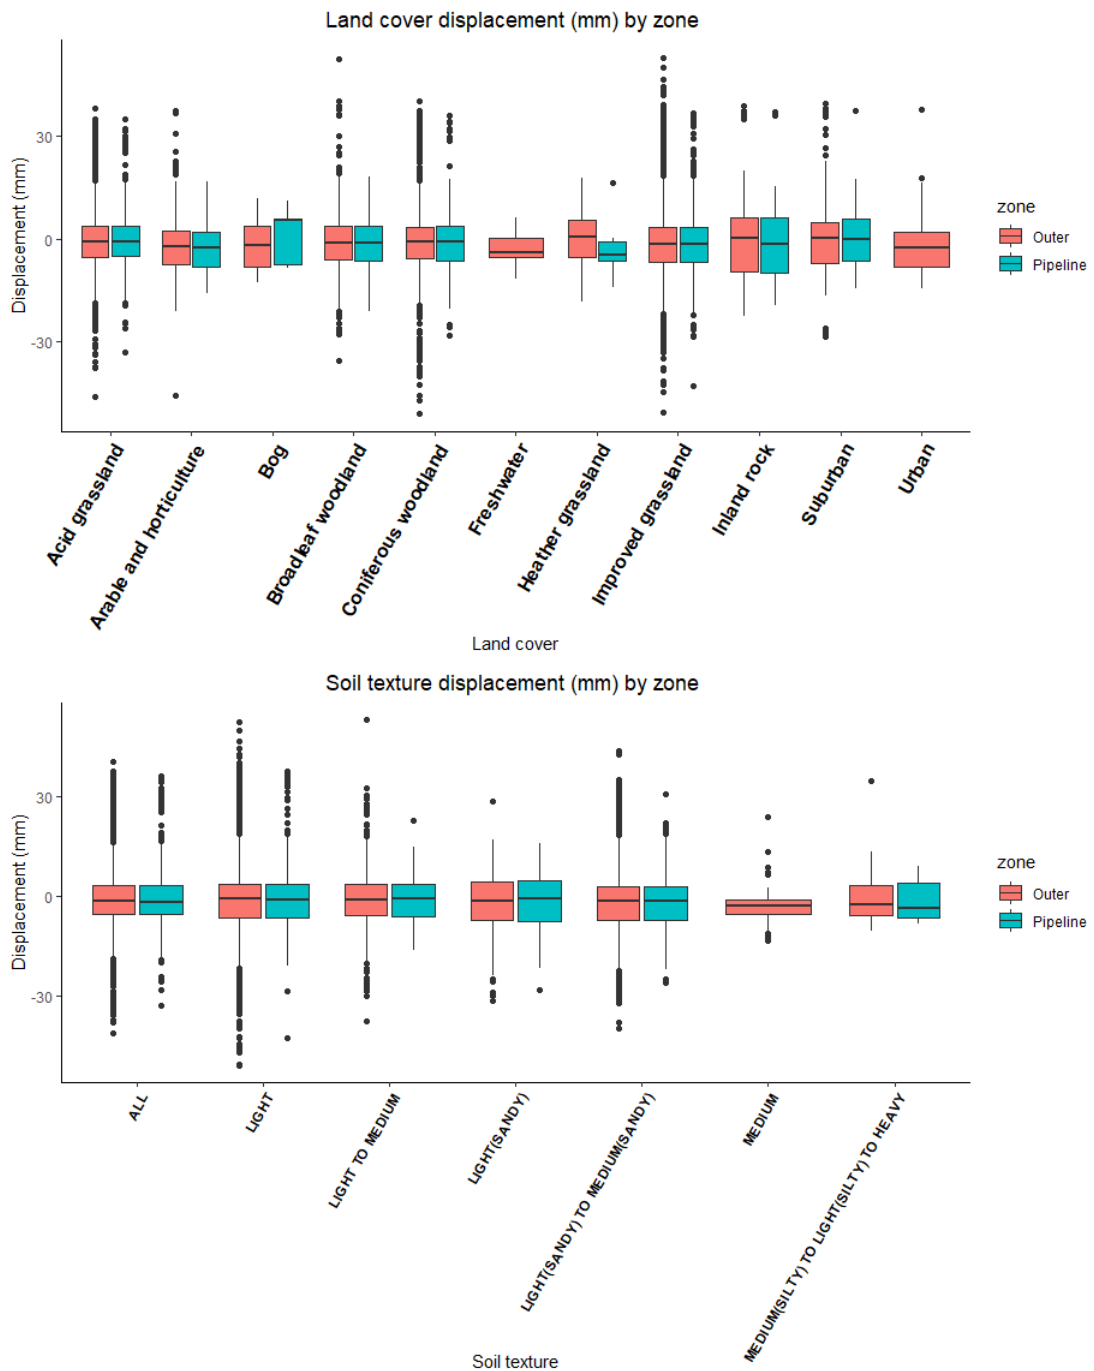 Land cover displacement (mm) by zone
Displacement (mm)
30
0
-30
Acid grassland
Arable and horticulture
Bog
Broadleaf woodland
Coniferous woodland
Freshwater
Heather grassland
Improved grassland
Inland rock
Suburban
Urban
Land cover
zone
Outer
Pipeline
Soil texture displacement (mm) by zone
Displacement (mm)
30
0
-30
ALL
LIGHT
LIGHT TO MEDIUM
LIGHT(SANDY)
LIGHT(SANDY) TO MEDIUM(SANDY)
MEDIUM
MEDIUM(SILTY) TO LIGHT(SILTY) TO HEAVY
Soil texture
zone
Outer
Pipeline